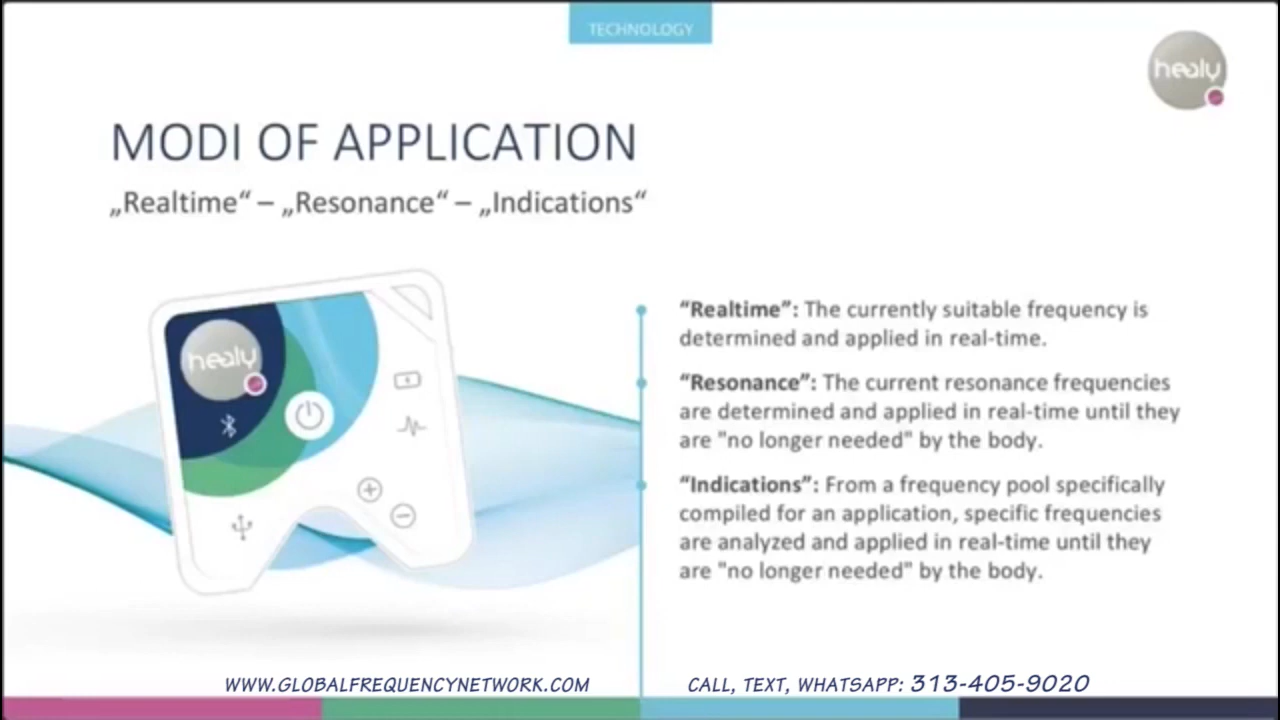 TECHNOLOGY
healy
MODI OF APPLICATION
„Realtime“ – „Resonance“ – „Indications“
healy
“Realtime”: The currently suitable frequency is
determined and applied in real-time.
“Resonance”: The current resonance frequencies
are determined and applied in real-time until they
are "no longer needed" by the body.
“Indications”: From a frequency pool specifically
compiled for an application, specific frequencies
are analyzed and applied in real-time until they
are "no longer needed" by the body.
WWW.GLOBALFREQUENCYNETWORK.COM
CALL, TEXT, WHATSAPP: 313-405-9020